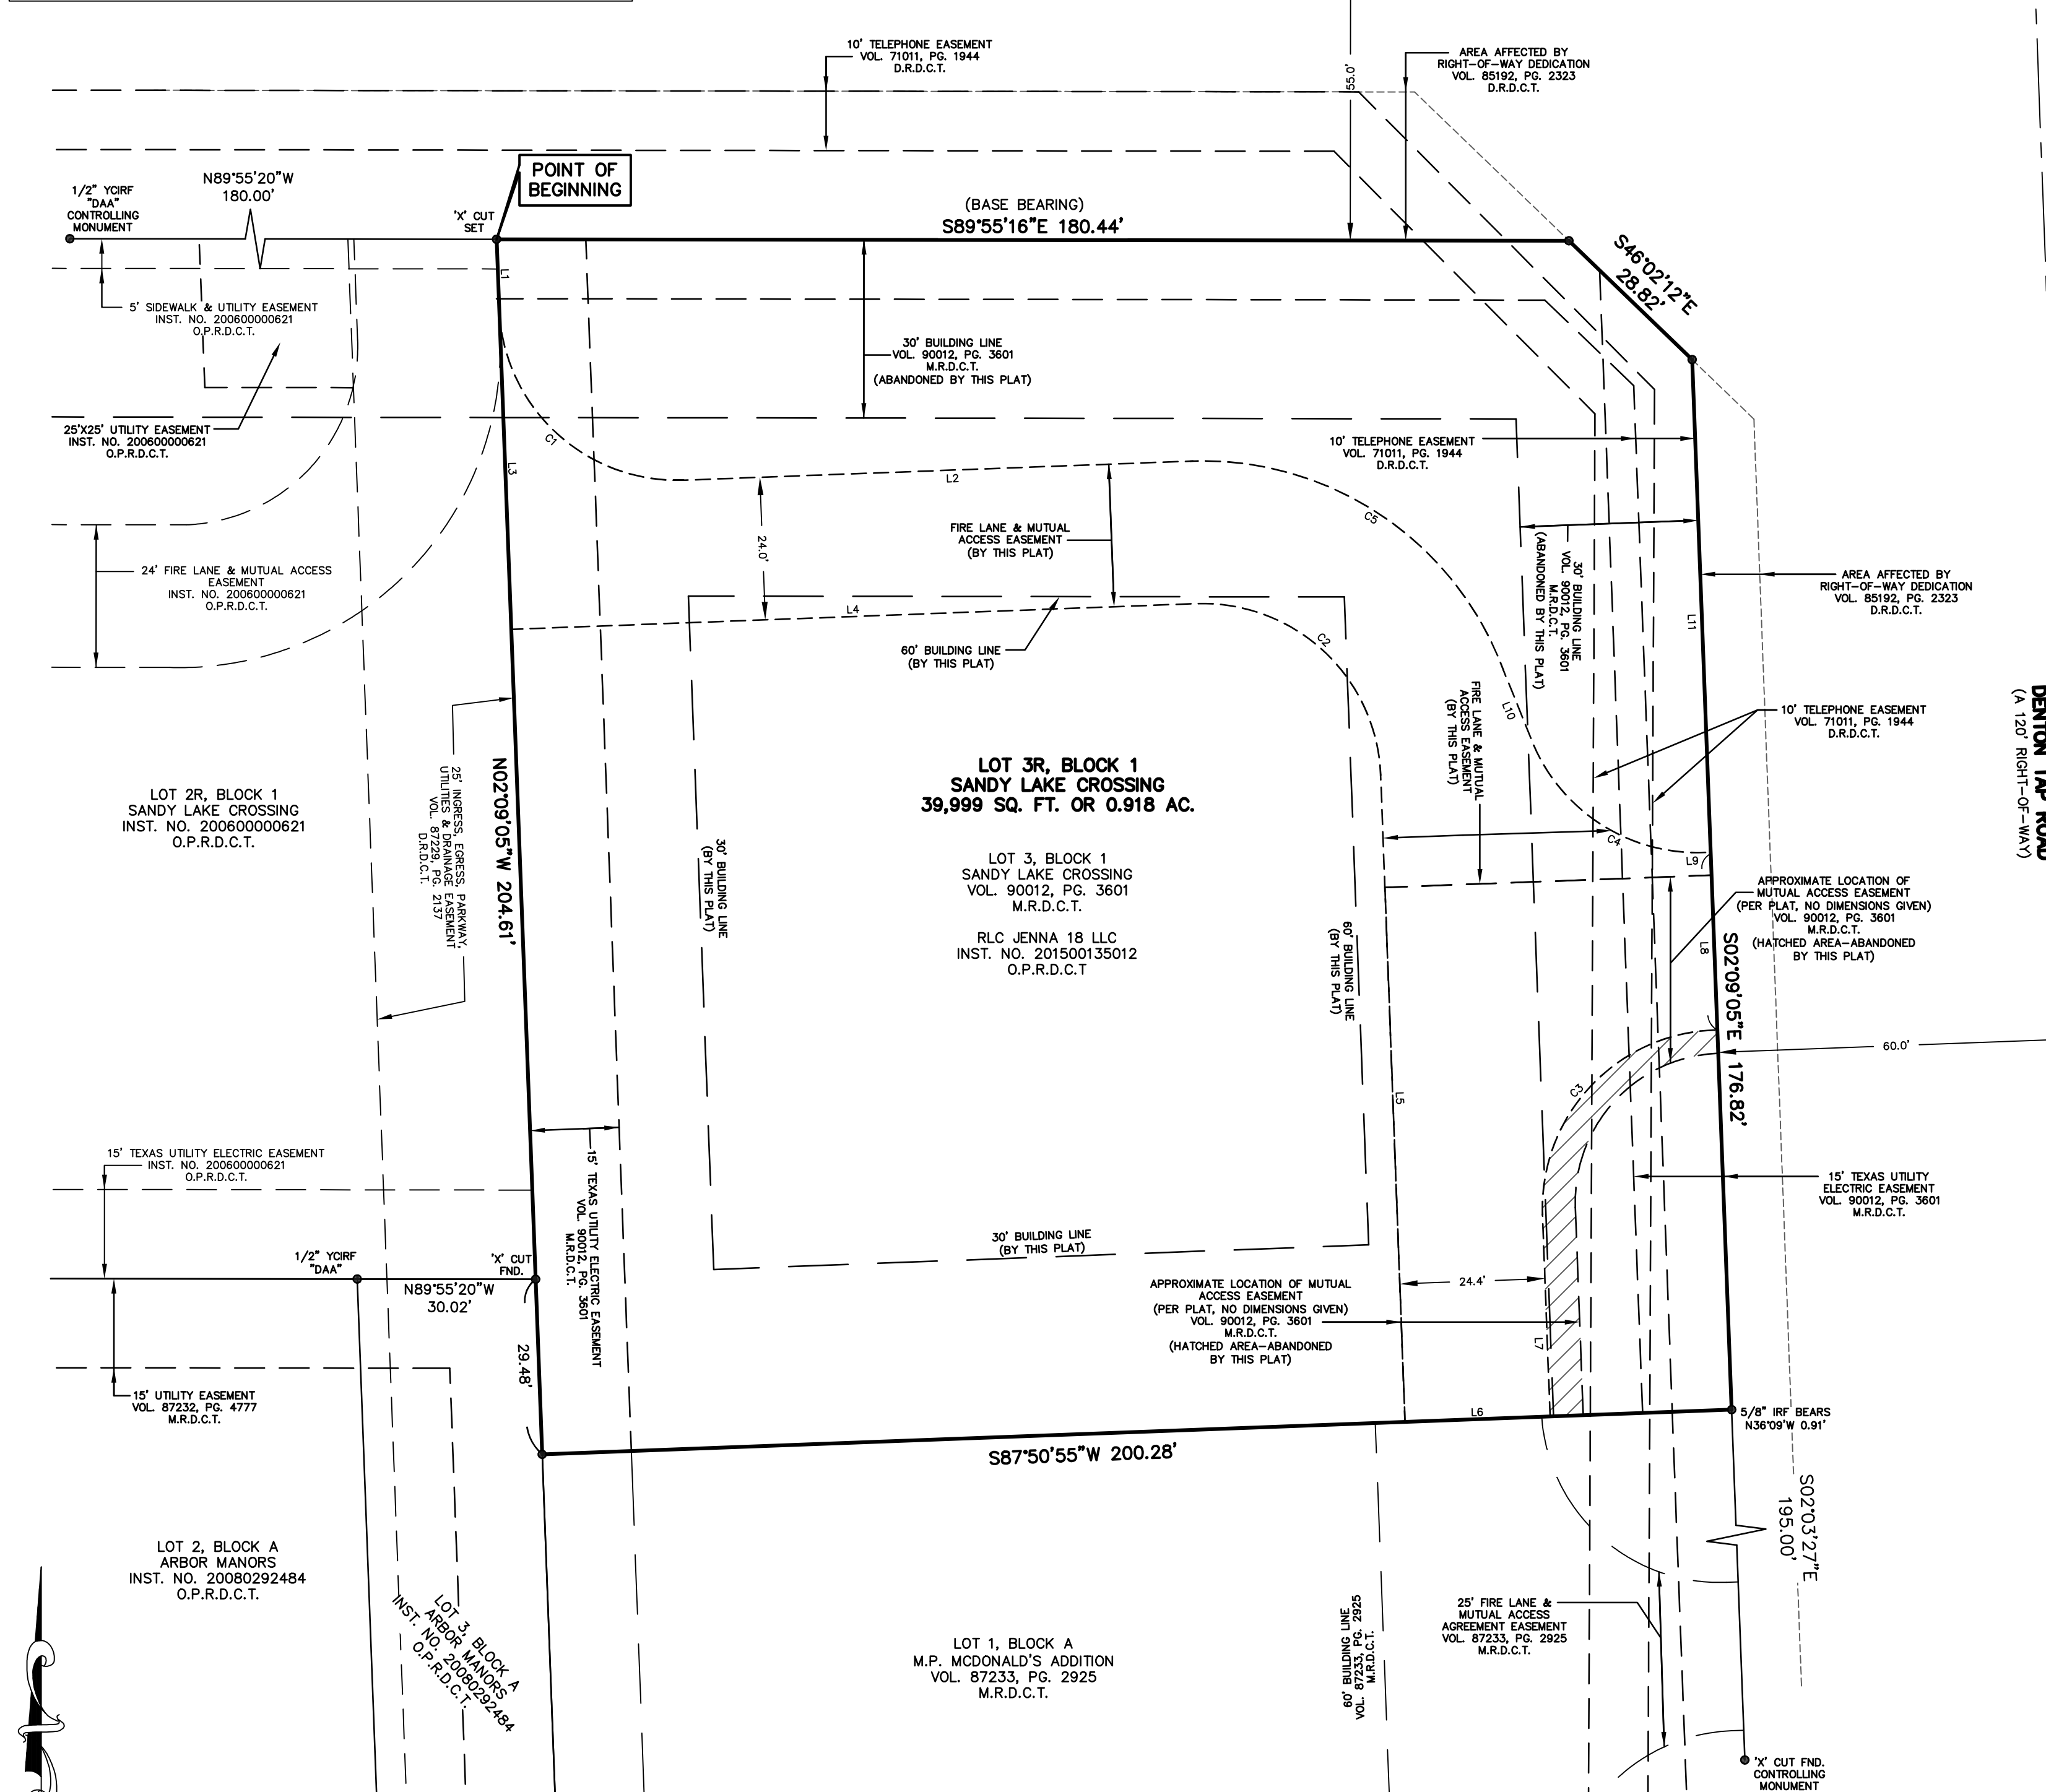 10' TELEPHONE EASEMENT
VOL. 71011, PG. 1944
D.R.D.C.T.
55.0'
AREA AFFECTED BY
RIGHT-OF-WAY DEDICATION
VOL. 85192, PG. 2323
D.R.D.C.T.
N89°55'20"W
180.00'
1/2" YCIRF
"DAA"
CONTROLLING
MONUMENT
'X' CUT
SET
POINT OF
BEGINNING
(BASE BEARING)
S89°55'16"E 180.44'
S46°02'12"E
28.82'
L1
5' SIDEWALK & UTILITY EASEMENT
INST. NO. 200600000621
O.P.R.D.C.T.
30' BUILDING LINE
VOL. 90012, PG. 3601
M.R.D.C.T.
(ABANDONED BY THIS PLAT)
25'X25' UTILITY EASEMENT
INST. NO. 200600000621
O.P.R.D.C.T.
C1
L3
L2
10' TELEPHONE EASEMENT
VOL. 71011, PG. 1944
D.R.D.C.T.
C5
24.0'
FIRE LANE & MUTUAL
ACCESS EASEMENT
(BY THIS PLAT)
30' BUILDING LINE
VOL. 90012, PG. 3601
M.R.D.C.T.
(ABANDONED BY THIS PLAT)
24' FIRE LANE & MUTUAL ACCESS
EASEMENT
INST. NO. 200600000621
O.P.R.D.C.T.
AREA AFFECTED BY
RIGHT-OF-WAY DEDICATION
VOL. 85192, PG. 2323
D.R.D.C.T.
L4
L11
C2
60' BUILDING LINE
(BY THIS PLAT)
FIRE LANE & MUTUAL
ACCESS EASEMENT
(BY THIS PLAT)
L10
10' TELEPHONE EASEMENT
VOL. 71011, PG. 1944
D.R.D.C.T.
DENTON TAP ROAD
(A 120' RIGHT-OF-WAY)
LOT 3R, BLOCK 1
SANDY LAKE CROSSING
39,999 SQ. FT. OR 0.918 AC.
LOT 2R, BLOCK 1
SANDY LAKE CROSSING
INST. NO. 200600000621
O.P.R.D.C.T.
25' INGRESS, EGRESS, PARKWAY,
UTILITIES & DRAINAGE EASEMENT
VOL. 87229, PG. 2137
D.R.D.C.T.
N02°09'05"W 204.61'
30' BUILDING LINE
(BY THIS PLAT)
LOT 3, BLOCK 1
SANDY LAKE CROSSING
VOL. 90012, PG. 3601
M.R.D.C.T.
RLC JENNA 18 LLC
INST. NO. 201500135012
O.P.R.D.C.T
C4
L9
60' BUILDING LINE
(BY THIS PLAT)
APPROXIMATE LOCATION OF
MUTUAL ACCESS EASEMENT
(PER PLAT, NO DIMENSIONS GIVEN)
VOL. 90012, PG. 3601
M.R.D.C.T.
(HATCHED AREA-ABANDONED
BY THIS PLAT)
L8
S02°09'05"E 176.82'
60.0'
C3
L5
15' TEXAS UTILITY ELECTRIC EASEMENT
INST. NO. 200600000621
O.P.R.D.C.T.
15' TEXAS UTILITY ELECTRIC EASEMENT
VOL. 90012, PG. 3601
M.R.D.C.T.
15' TEXAS UTILITY
ELECTRIC EASEMENT
VOL. 90012, PG. 3601
M.R.D.C.T.
30' BUILDING LINE
(BY THIS PLAT)
1/2" YCIRF
"DAA"
'X' CUT
FND.
N89°55'20"W
30.02'
24.4'
APPROXIMATE LOCATION OF MUTUAL
ACCESS EASEMENT
(PER PLAT, NO DIMENSIONS GIVEN)
VOL. 90012, PG. 3601
M.R.D.C.T.
(HATCHED AREA-ABANDONED
BY THIS PLAT)
L7
29.48'
15' UTILITY EASEMENT
VOL. 87232, PG. 4777
M.R.D.C.T.
L6
5/8" IRF BEARS
N36°09'W 0.91'
S87°50'55"W 200.28'
S02°03'27"E
195.00'
LOT 2, BLOCK A
ARBOR MANORS
INST. NO. 20080292484
O.P.R.D.C.T.
LOT 3, BLOCK A
ARBOR MANORS
INST. NO. 20080292484
O.P.R.D.C.T.
LOT 1, BLOCK A
M.P. MCDONALD'S ADDITION
VOL. 87233, PG. 2925
M.R.D.C.T.
60' BUILDING LINE
VOL. 87233, PG. 2925
M.R.D.C.T.
25' FIRE LANE &
MUTUAL ACCESS
AGREEMENT EASEMENT
VOL. 87233, PG. 2925
M.R.D.C.T.
'X' CUT FND.
CONTROLLING
MONUMENT